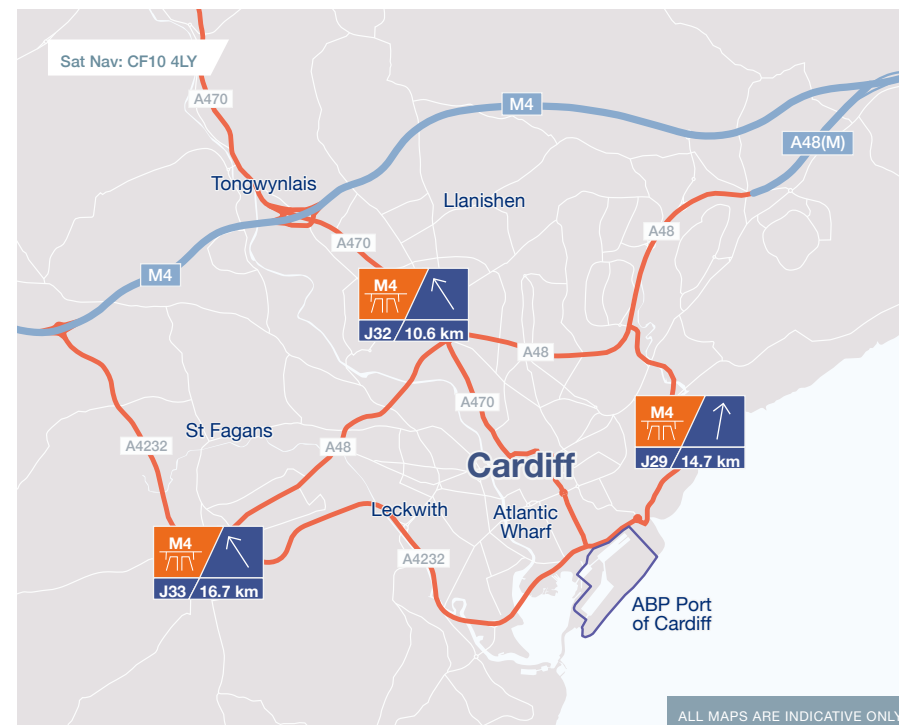 Sat Nav: CF10 4LY
A470
M4
A48(M)
Tongwynlais
Llanishen
A470
A48
M4
M4
J32 10.6 km
A48
A470
M4
J29 14.7 km
St Fagans
A4232
A48
Cardiff
Leckwith
Atlantic
Wharf
M4
J33 16.7 km
A4232
ABP Port
of Cardiff
ALL MAPS ARE INDICATIVE ONLY